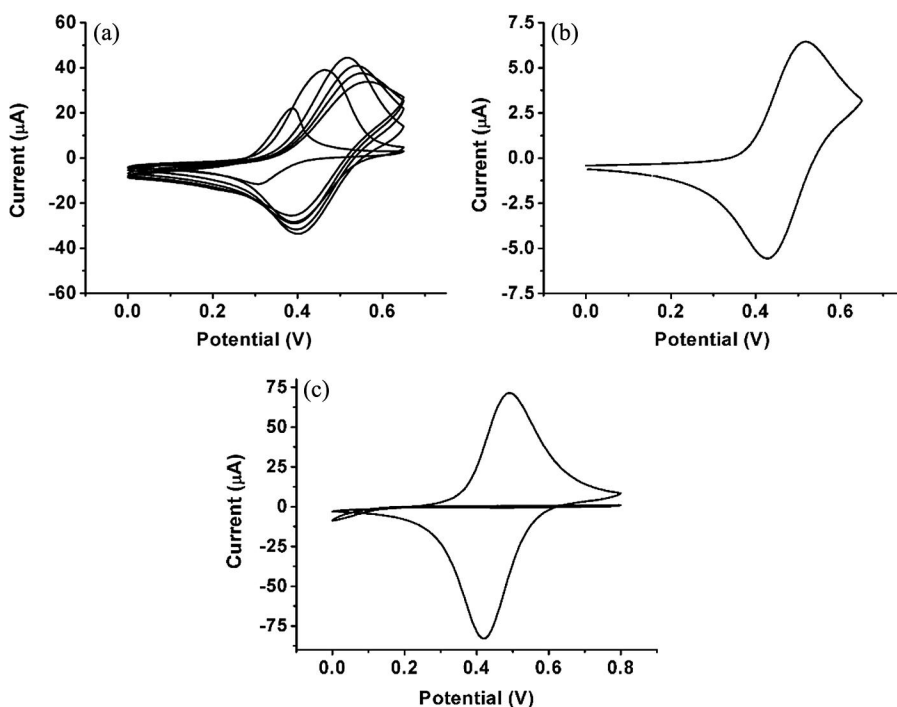 (a)
Current (µA)
60
40
20
0
-20
-40
-60
0.0 0.2 0.4 0.6
Potential (V)
(b)
Current (µA)
7.5
5.0
2.5
0.0
-2.5
-5.0
-7.5
0.0 0.2 0.4 0.6
Potential (V)
(c)
Current (µA)
75
50
25
0
-25
-50
-75
0.0 0.2 0.4 0.6 0.8
Potential (V)